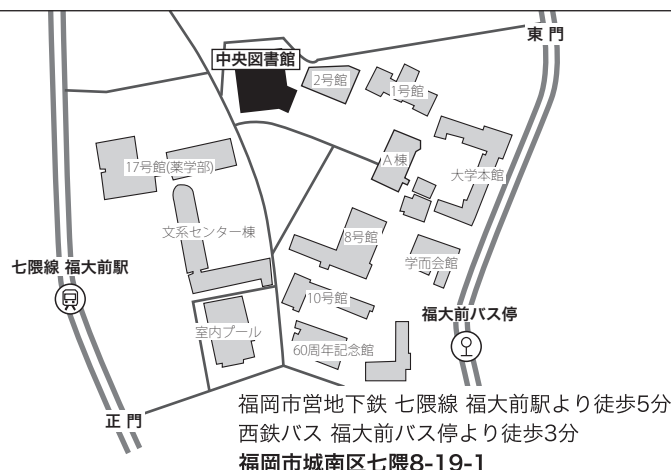 東門
中央図書館
2号館
1号館
A棟
17号館(薬学部)
大学本館
文系センター棟
8号館
学而会館
七隈線 福大前駅
10号館
福大前バス停
室内プール
60周年記念館
正門
福岡市営地下鉄 七隈線 福大前駅より徒歩5分
西鉄バス 福大前バス停より徒歩3分
福岡市城南区七隈8-19-1